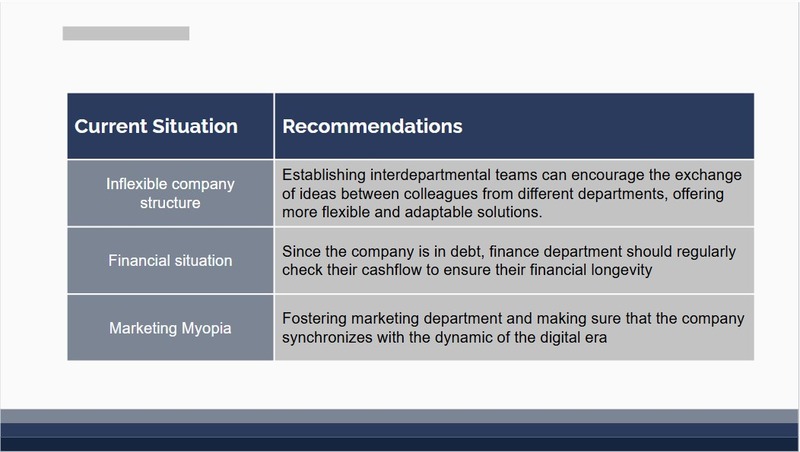 Current Situation
Recommendations
Inflexible company
structure
Establishing interdepartmental teams can encourage the exchange
of ideas between colleagues from different departments, offering
more flexible and adaptable solutions.
Financial situation
Since the company is in debt, finance department should regularly
check their cashflow to ensure their financial longevity
Marketing Myopia
Fostering marketing department and making sure that the company
synchronizes with the dynamic of the digital era